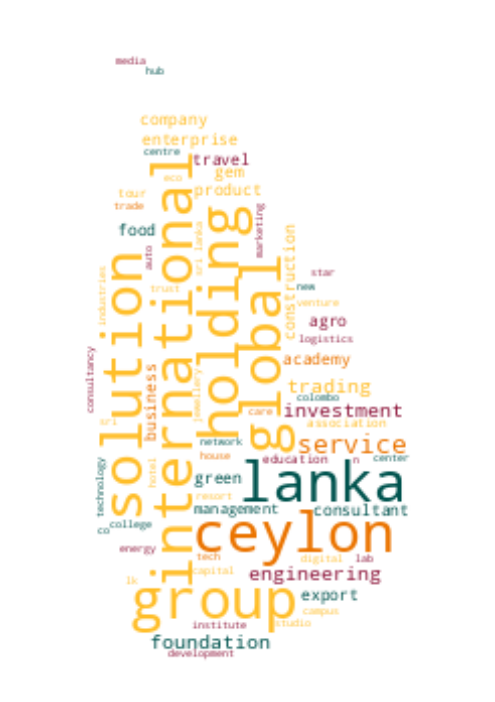 media
hub
company
enterprise
centre
travel
eco
gem
tour
product
trade
food
marketing
auto
sri lanka
international
holding
solution
global
construction
industries
trust
star
new
venture
agro
logistics
consultancy
business
jewellery
academy
trading
colombo
care
investment
association
sri
network
service
house
education
n
center
technology
hotel
green
lanka
resort
management
consultant
college
co
ceylon
energy
tech
digital
lab
capital
engineering
lk
group
export
campus
institute
studio
foundation
development